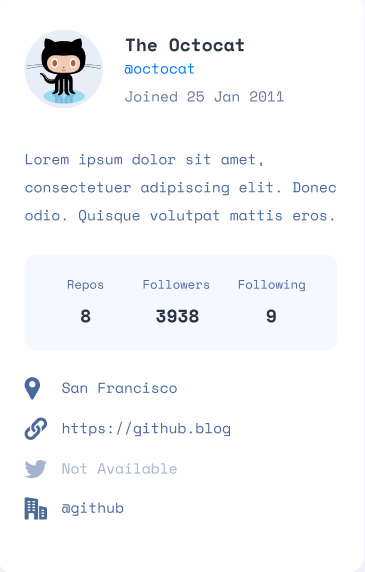 The Octocat
@octocat
Joined 25 Jan 2011
Lorem ipsum dolor sit amet,
consectetuer adipiscing elit. Donec
odio. Quisque volutpat mattis eros.
Repos Followers Following
8 3938 9
San Francisco
https://github.blog
Not Available
@github